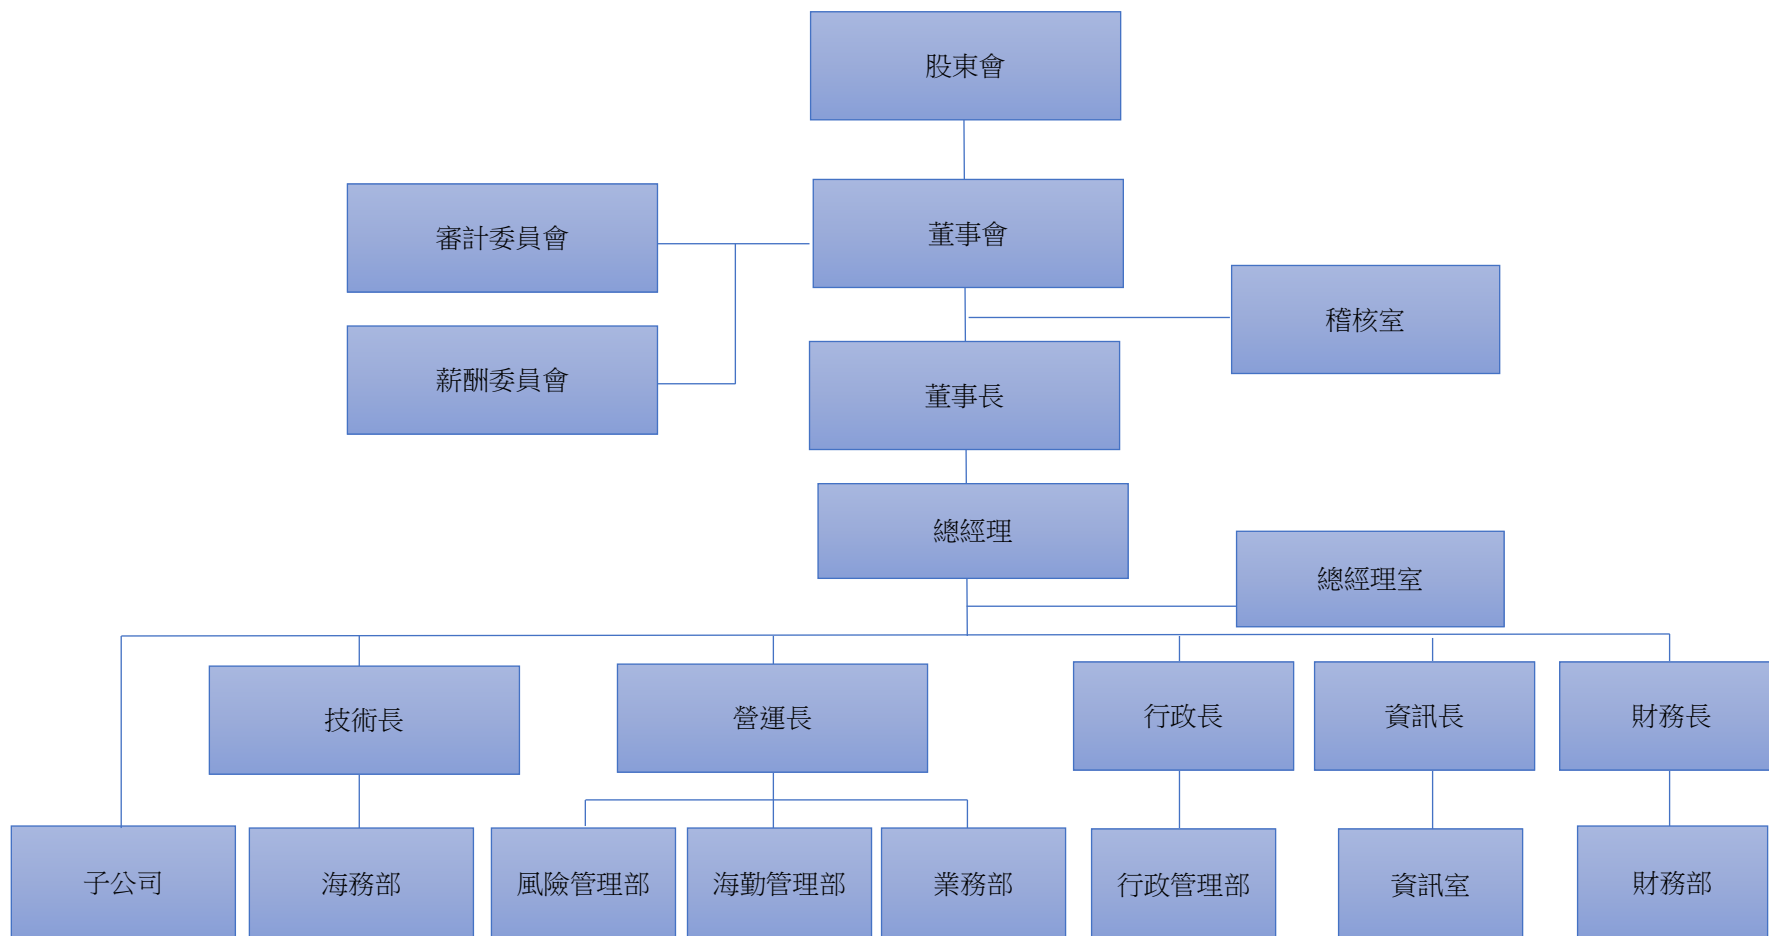 股東會
董事會
審計委員會
稽核室
薪酬委員會
董事長
總經理
總經理室
技術長
營運長
行政長
資訊長
財務長
子公司
海務部
風險管理部
海勤管理部
業務部
行政管理部
資訊室
財務部